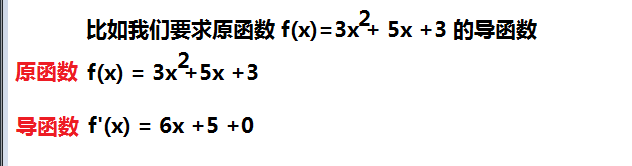 比如我们要求原函数 f(x)=3x²+ 5x +3 的导函数
原函数 f(x) = 3x²+5x +3
导函数 f'(x) = 6x +5 +0